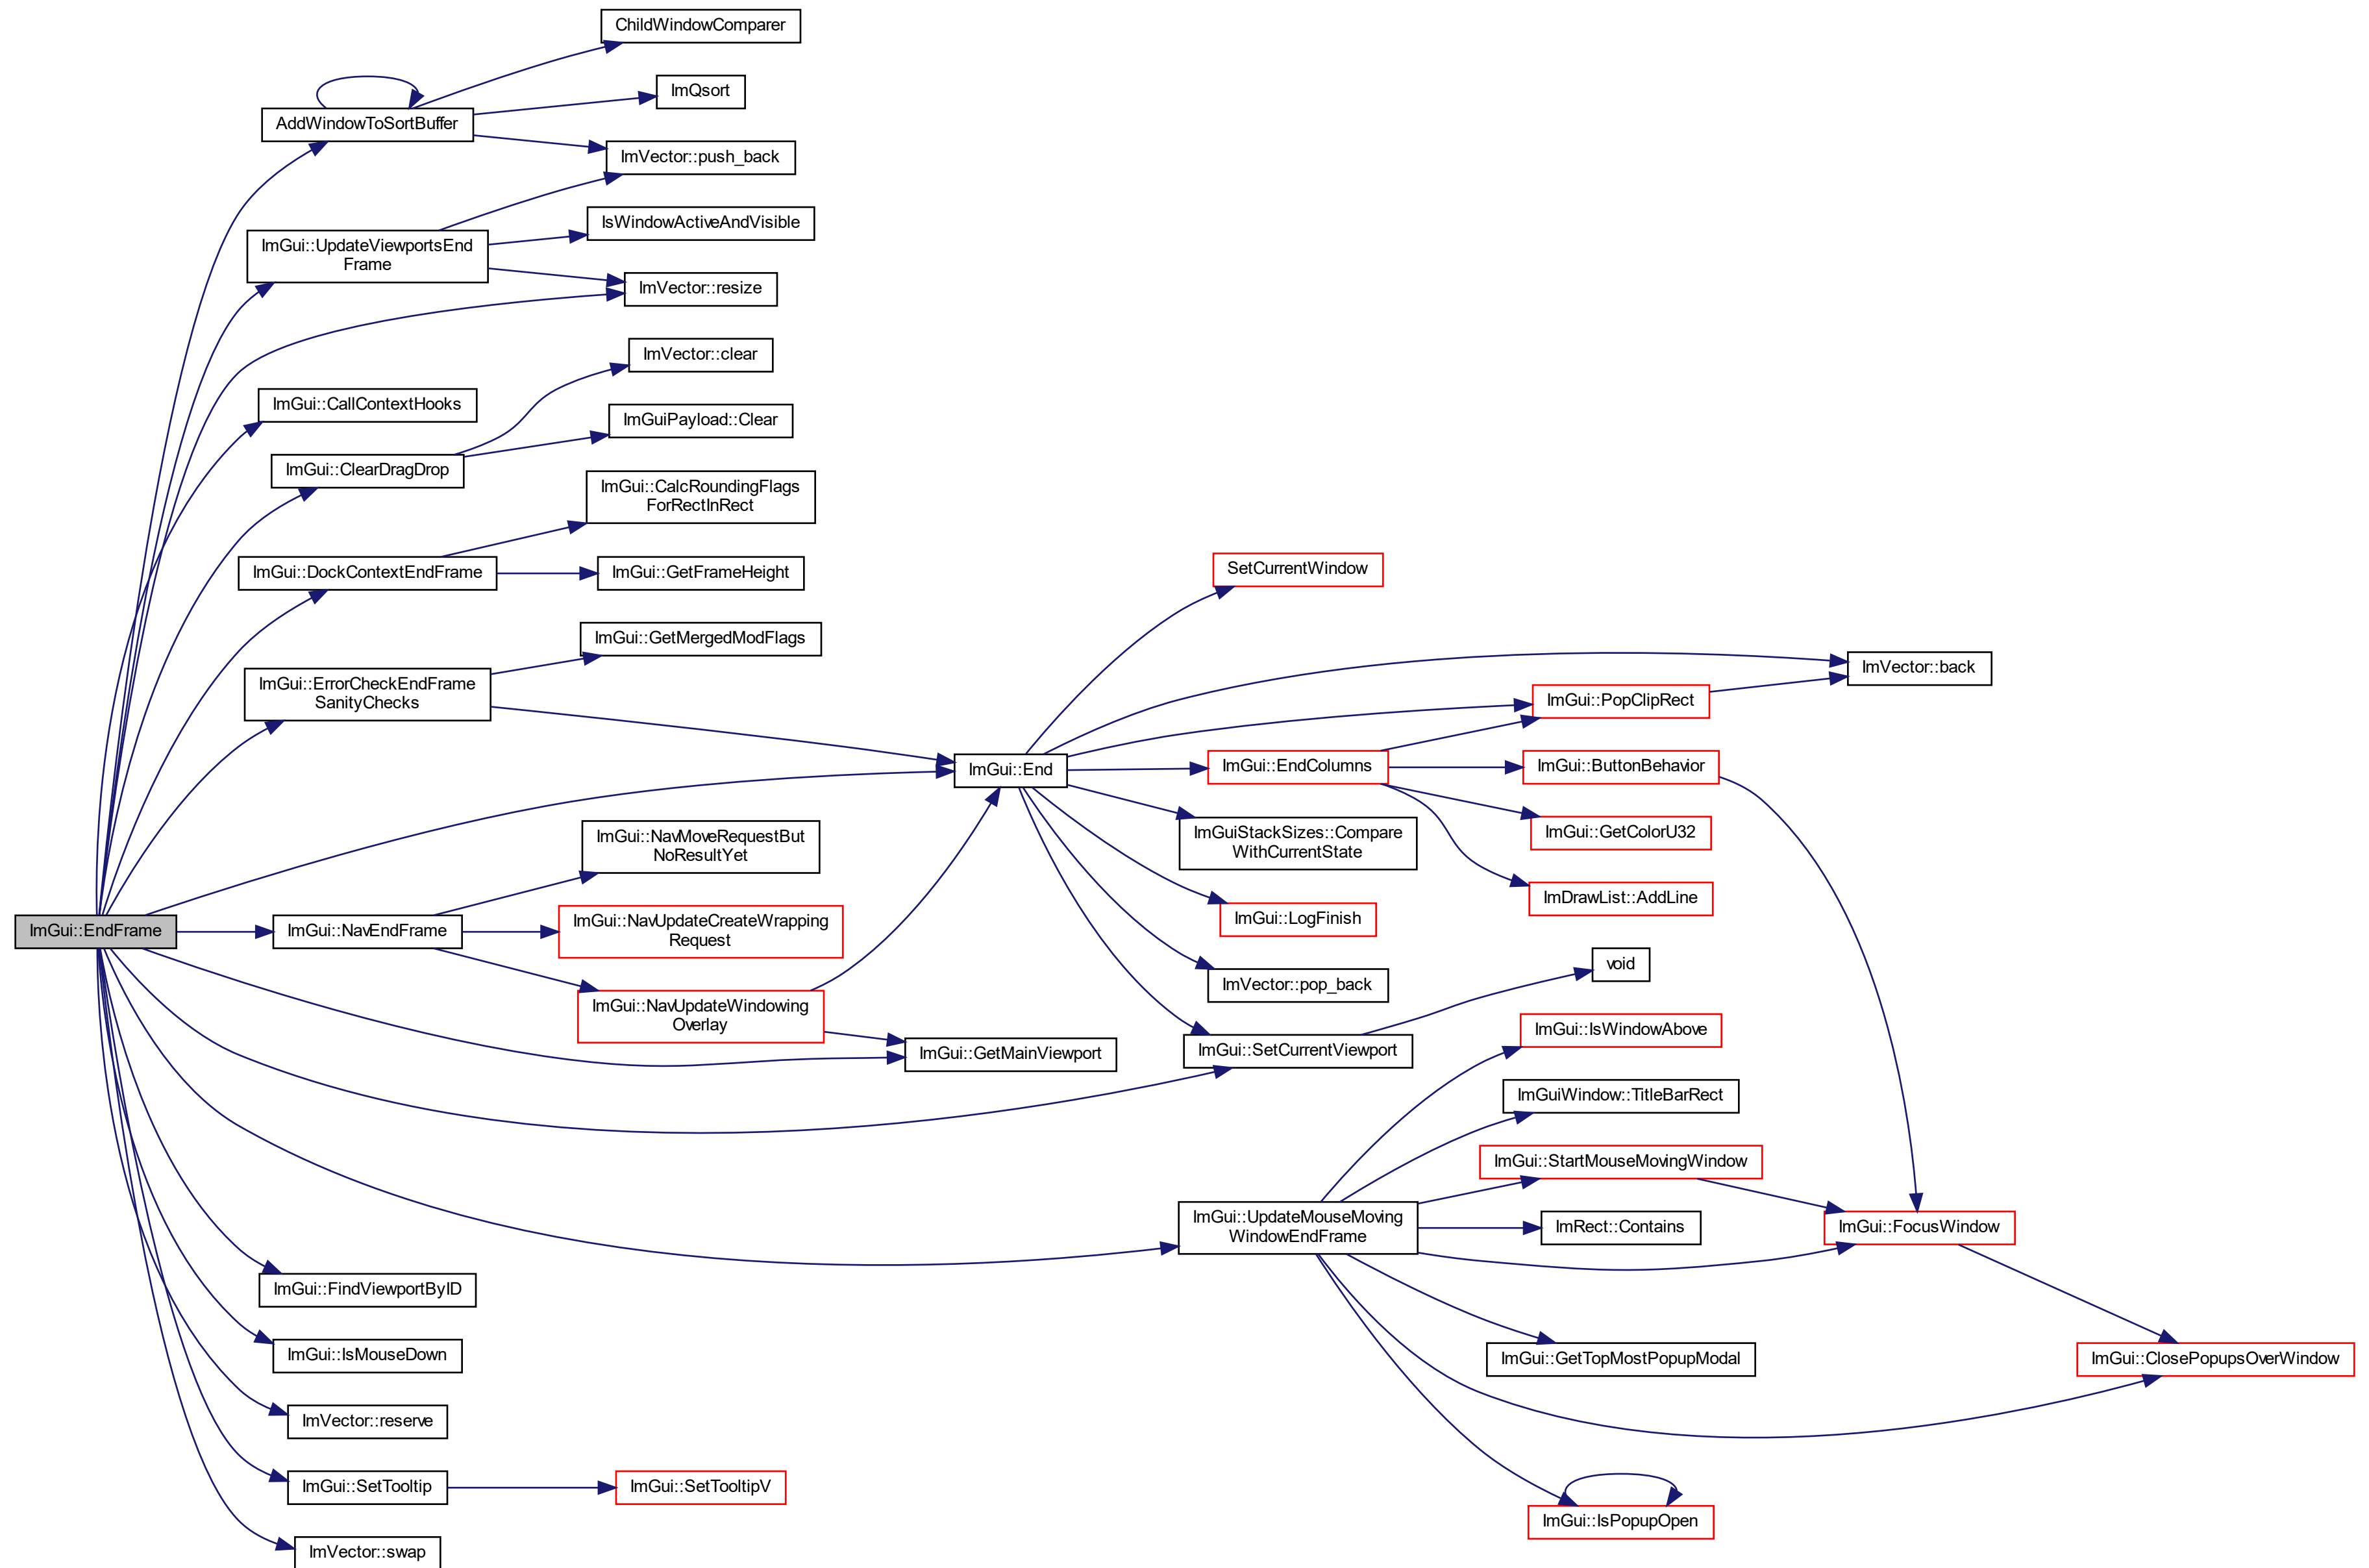 ChildWindowComparer
ImQsort
AddWindowToSortBuffer
ImVector::push_back
IsWindowActiveAndVisible
ImGui::UpdateViewportsEnd
Frame
ImVector::resize
ImVector::clear
ImGui::CallContextHooks
ImGuiPayload::Clear
ImGui::ClearDragDrop
ImGui::CalcRoundingFlags
ForRectInRect
ImGui::DockContextEndFrame
ImGui::GetFrameHeight
SetCurrentWindow
ImGui::GetMergedModFlags
ImGui::ErrorCheckEndFrame
SanityChecks
ImVector::back
ImGui::PopClipRect
ImGui::End
ImGui::EndColumns
ImGui::ButtonBehavior
ImGui::NavMoveRequestBut
NoResultYet
ImGuiStackSizes::Compare
WithCurrentState
ImGui::GetColorU32
ImDrawList::AddLine
ImGui::LogFinish
ImGui::EndFrame
ImGui::NavEndFrame
ImGui::NavUpdateCreateWrapping
Request
void
ImVector::pop_back
ImGui::NavUpdateWindowing
Overlay
ImGui::IsWindowAbove
ImGui::GetMainViewport
ImGui::SetCurrentViewport
ImGuiWindow::TitleBarRect
ImGui::StartMouseMovingWindow
ImGui::UpdateMouseMoving
WindowEndFrame
ImRect::Contains
ImGui::FocusWindow
ImGui::FindViewportByID
ImGui::IsMouseDown
ImGui::GetTopMostPopupModal
ImGui::ClosePopupsOverWindow
ImVector::reserve
ImGui::SetTooltip
ImGui::SetTooltipV
ImGui::IsPopupOpen
ImVector::swap